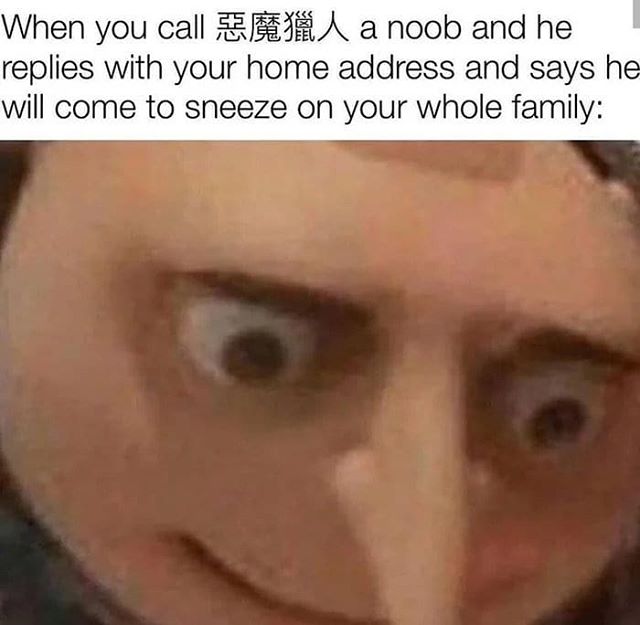 When you call 惡魔獵人 a noob and he
replies with your home address and says he
will come to sneeze on your whole family: